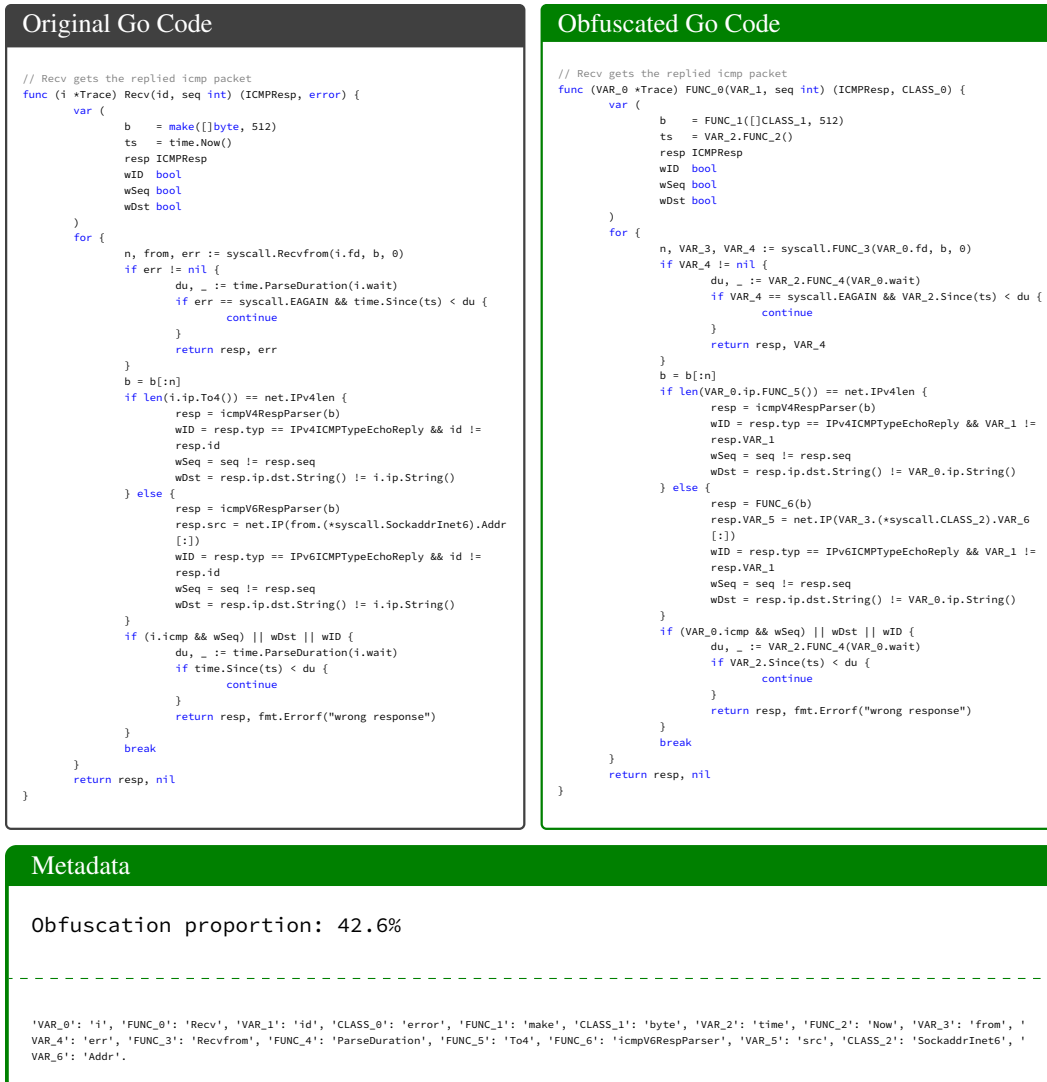 Original Go Code
// Recv gets the replied icmp packet
func (i *Trace) Recv(id, seq int) (ICMPResp, error) {
        var (
                b    = make([]byte, 512)
                ts   = time.Now()
                resp ICMPResp
                wID  bool
                wSeq bool
                wDst bool
        )
        for {
                n, from, err := syscall.Recvfrom(i.fd, b, 0)
                if err != nil {
                        du, _ := time.ParseDuration(i.wait)
                        if err == syscall.EAGAIN && time.Since(ts) < du {
                                continue
                        }
                        return resp, err
                }
                b = b[:n]
                if len(i.ip.To4()) == net.IPv4len {
                        resp = icmpV4RespParser(b)
                        wID = resp.typ == IPv4ICMPTypeEchoReply && id !=
                        resp.id
                        wSeq = seq != resp.seq
                        wDst = resp.ip.dst.String() != i.ip.String()
                } else {
                        resp = icmpV6RespParser(b)
                        resp.src = net.IP(from.(*syscall.SockaddrInet6).Addr
                        [:])
                        wID = resp.typ == IPv6ICMPTypeEchoReply && id !=
                        resp.id
                        wSeq = seq != resp.seq
                        wDst = resp.ip.dst.String() != i.ip.String()
                }
                if (i.icmp && wSeq) || wDst || wID {
                        du, _ := time.ParseDuration(i.wait)
                        if time.Since(ts) < du {
                                continue
                        }
                        return resp, fmt.Errorf("wrong response")
                }
                break
        }
        return resp, nil
}
Obfuscated Go Code
// Recv gets the replied icmp packet
func (VAR_0 *Trace) FUNC_0(VAR_1, seq int) (ICMPResp, CLASS_0) {
        var (
                b    = FUNC_1([]CLASS_1, 512)
                ts   = VAR_2.FUNC_2()
                resp ICMPResp
                wID  bool
                wSeq bool
                wDst bool
        )
        for {
                n, VAR_3, VAR_4 := syscall.FUNC_3(VAR_0.fd, b, 0)
                if VAR_4 != nil {
                        du, _ := VAR_2.FUNC_4(VAR_0.wait)
                        if VAR_4 == syscall.EAGAIN && VAR_2.Since(ts) < du {
                                continue
                        }
                        return resp, VAR_4
                }
                b = b[:n]
                if len(VAR_0.ip.FUNC_5()) == net.IPv4len {
                        resp = icmpV4RespParser(b)
                        wID = resp.typ == IPv4ICMPTypeEchoReply && VAR_1 !=
                        resp.VAR_1
                        wSeq = seq != resp.seq
                        wDst = resp.ip.dst.String() != VAR_0.ip.String()
                } else {
                        resp = FUNC_6(b)
                        resp.VAR_5 = net.IP(VAR_3.(*syscall.CLASS_2).VAR_6
                        [:])
                        wID = resp.typ == IPv6ICMPTypeEchoReply && VAR_1 !=
                        resp.VAR_1
                        wSeq = seq != resp.seq
                        wDst = resp.ip.dst.String() != VAR_0.ip.String()
                }
                if (VAR_0.icmp && wSeq) || wDst || wID {
                        du, _ := VAR_2.FUNC_4(VAR_0.wait)
                        if VAR_2.Since(ts) < du {
                                continue
                        }
                        return resp, fmt.Errorf("wrong response")
                }
                break
        }
        return resp, nil
}
Metadata
Obfuscation proportion: 42.6%
'VAR_0': 'i', 'FUNC_0': 'Recv', 'VAR_1': 'id', 'CLASS_0': 'error', 'FUNC_1': 'make', 'CLASS_1': 'byte', 'VAR_2': 'time', 'FUNC_2': 'Now', 'VAR_3': 'from', '
VAR_4': 'err', 'FUNC_3': 'Recvfrom', 'FUNC_4': 'ParseDuration', 'FUNC_5': 'To4', 'FUNC_6': 'icmpV6RespParser', 'VAR_5': 'src', 'CLASS_2': 'SockaddrInet6', '
VAR_6': 'Addr'.